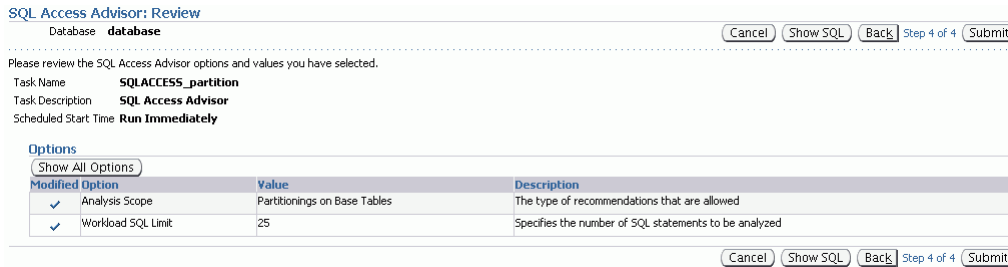 SQL Access Advisor: Review
Database database
Cancel Show SQL Back Step 4 of 4 Submit
Please review the SQL Access Advisor options and values you have selected.
Task Name SQLACCESS_partition
Task Description SQL Access Advisor
Scheduled Start Time Run Immediately
Options
Show All Options
Modified Option Value Description
Analysis Scope Partitionings on Base Tables The type of recommendations that are allowed
Workload SQL Limit 25 Specifies the number of SQL statements to be analyzed
Cancel Show SQL Back Step 4 of 4 Submit